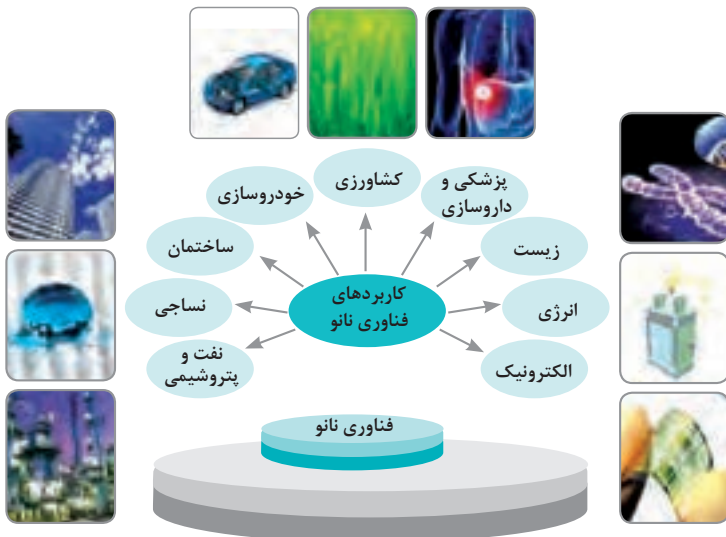 کشاورزی
پزشکی و
داروسازی
خودروسازی
زیست
ساختمان
کاربردهای
فناوری نانو
انرژی
نساجی
الکترونیک
نفت و
پتروشیمی
فناوری نانو